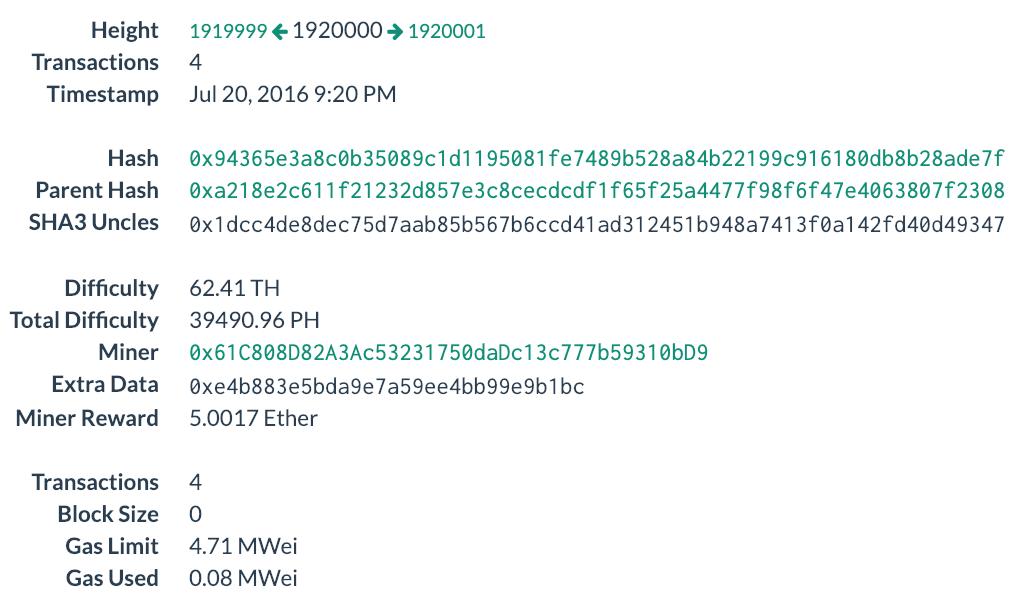 Height 1919999 🡰 1920000 🡲 1920001
Transactions 4
Timestamp Jul 20, 2016 9:20 PM
Hash 0x94365e3a8c0b35089c1d1195081fe7489b528a84b22199c916180db8b28ade7f
Parent Hash 0xa218e2c611f21232d857e3c8cecdcdf1f65f25a4477f98f6f47e4063807f2308
SHA3 Uncles 0x1dcc4de8dec75d7aab85b567b6ccd41ad312451b948a7413f0a142fd40d49347
Difficulty 62.41 TH
Total Difficulty 39490.96 PH
Miner 0x61C808D82A3Ac53231750daDc13c777b59310bD9
Extra Data 0xe4b883e5bda9e7a59ee4bb99e9b1bc
Miner Reward 5.0017 Ether
Transactions 4
Block Size 0
Gas Limit 4.71 MWei
Gas Used 0.08 MWei